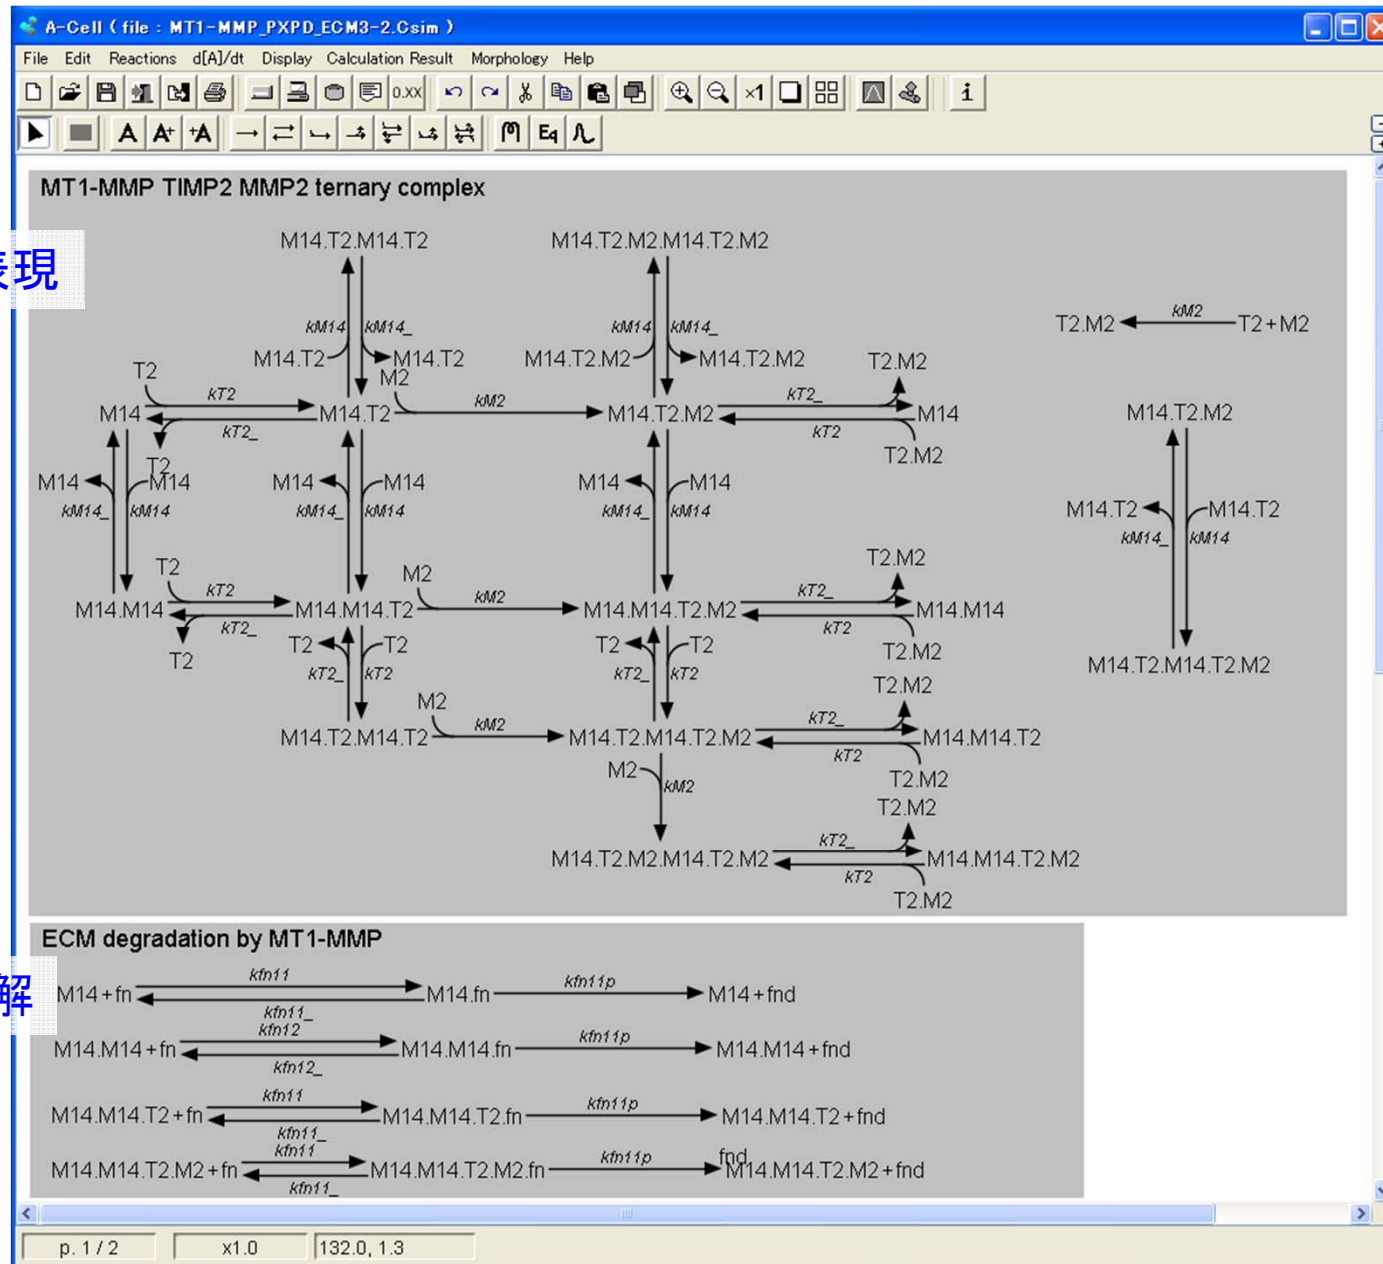 A-Cell ( file : MT1-MMP_PXPD_ECM3-2.Csim )
File Edit Reactions d[A]/dt Display Calculation Result Morphology Help
0.XX ×1 i
A A+ +A Eq
MT1-MMP TIMP2 MMP2 ternary complex
表現
M14.T2.M14.T2 M14.T2.M2.M14.T2.M2
kM14 kM14_ kM14 kM14_ T2.M2 kM2 T2+M2
M14.T2 M14.T2 M14.T2.M2 M14.T2.M2
T2 M2 T2.M2
M14 kT2 M14.T2 kM2 M14.T2.M2 kT2_ M14 M14.T2.M2
kT2_ kT2
T2 T2.M2
M14 M14 M14 M14 M14 M14
kM14_ kM14 kM14_ kM14 kM14_ kM14 M14.T2 M14.T2
kM14_ kM14
T2 M2 T2.M2
kT2 kM2 kT2_
M14.M14 M14.M14.T2 M14.M14.T2.M2 M14.M14
kT2_ kT2
T2 T2 T2 T2 T2 T2.M2
kT2_ kT2 kT2_ kT2 M14.T2.M14.T2.M2
M2 T2.M2
kM2 kT2_
M14.T2.M14.T2 M14.T2.M14.T2.M2 M14.M14.T2
kT2
M2 kM2 T2.M2
T2.M2
kT2_
M14.T2.M2.M14.T2.M2 M14.M14.T2.M2
kT2
T2.M2
ECM degradation by MT1-MMP
解
kfn11 kfn11p
M14+fn M14.fn M14+fnd
kfn11_
kfn12 kfn11p
M14.M14+fn M14.M14.fn M14.M14+fnd
kfn12_
kfn11 kfn11p
M14.M14.T2+fn M14.M14.T2.fn M14.M14.T2+fnd
kfn11_
kfn11 kfn11p fnd
M14.M14.T2.M2+fn M14.M14.T2.M2.fn M14.M14.T2.M2+fnd
kfn11_
p. 1 / 2 x1.0 132.0, 1.3